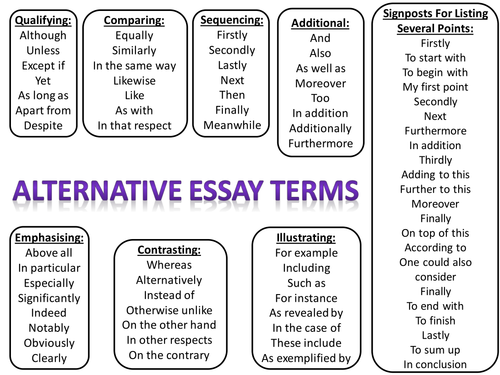 Qualifying:
Although
Unless
Except if
Yet
As long as
Apart from
Despite
Comparing:
Equally
Similarly
In the same way
Likewise
Like
As with
In that respect
Sequencing:
Firstly
Secondly
Lastly
Next
Then
Finally
Meanwhile
Additional:
And
Also
As well as
Moreover
Too
In addition
Additionally
Furthermore
Signposts For Listing
Several Points:
Firstly
To start with
To begin with
My first point
Secondly
Next
Furthermore
In addition
Thirdly
Adding to this
Further to this
Moreover
Finally
On top of this
According to
One could also
consider
Finally
To end with
To finish
Lastly
To sum up
In conclusion
ALTERNATIVE ESSAY TERMS
Emphasising:
Above all
In particular
Especially
Significantly
Indeed
Notably
Obviously
Clearly
Contrasting:
Whereas
Alternatively
Instead of
Otherwise unlike
On the other hand
In other respects
On the contrary
Illustrating:
For example
Including
Such as
For instance
As revealed by
In the case of
These include
As exemplified by